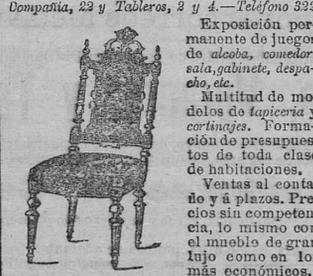 Compañía, 22 y Tableros, 2 y 4.—Teléfono 322
Exposición per
manente de juegos
de alcoba, comedor
sala, gabinete, despa-
cho, etc.
Multitud de mo
delos de tapiceria y
cortinajes. Forma-
ción de presupues
tos de toda clase
de habitaciones.
Ventas al conta
do y á plazos. Pre
cios sin competen
cia, lo mismo con
el mueble de gran
lujo como en los
más económicos.